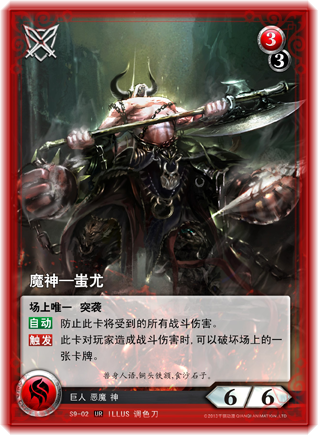 3
3
魔神—蚩尤
场上唯一 突袭
自动 防止此卡将受到的所有战斗伤害。
触发 此卡对玩家造成战斗伤害时,可以破坏场上的一
张卡牌。
兽身人语,铜头铁额,食沙石子。
巨人 恶魔 神
6 / 6
S9-02 UR ILLUS 调色刀